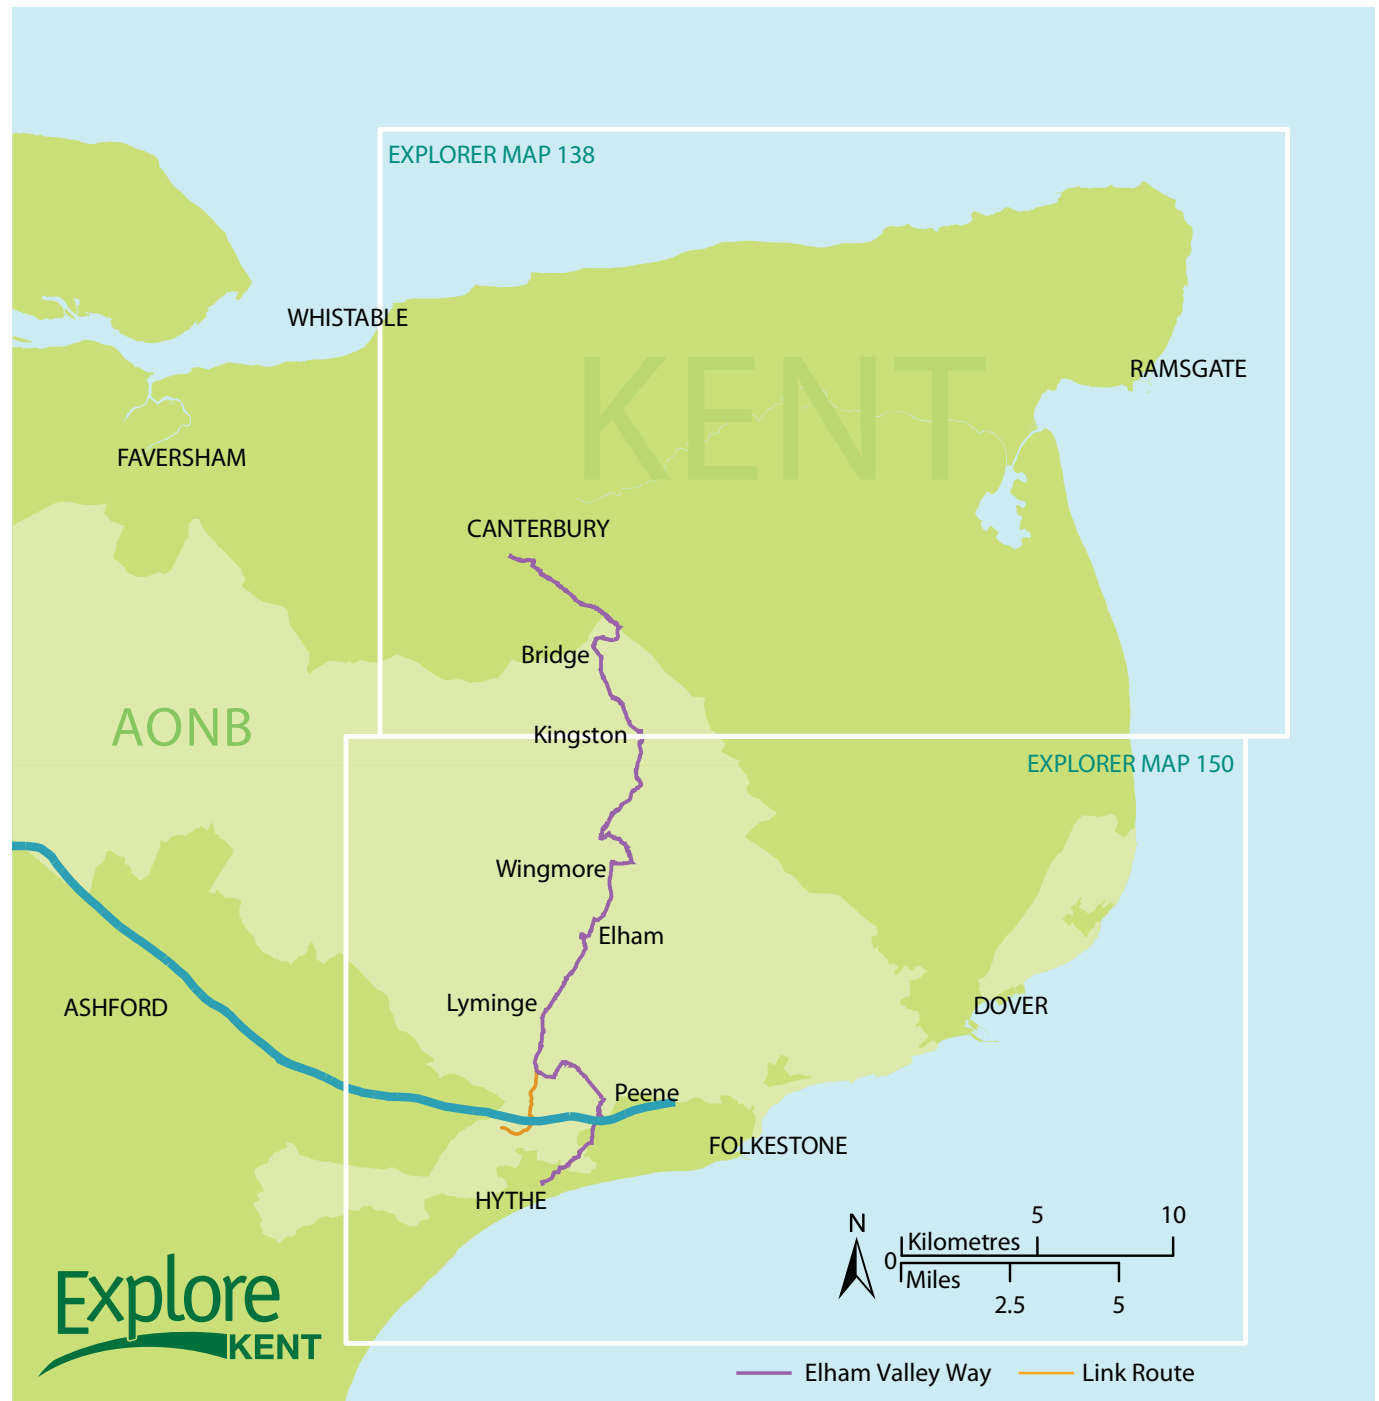 EXPLORER MAP 138
WHISTABLE
KENT
RAMSGATE
FAVERSHAM
CANTERBURY
Bridge
AONB
Kingston
EXPLORER MAP 150
Wingmore
Elham
Lyminge
ASHFORD
DOVER
Peene
FOLKESTONE
HYTHE
N
5 10
Kilometres
0
Miles
2.5 5
Explore
KENT
Elham Valley Way Link Route